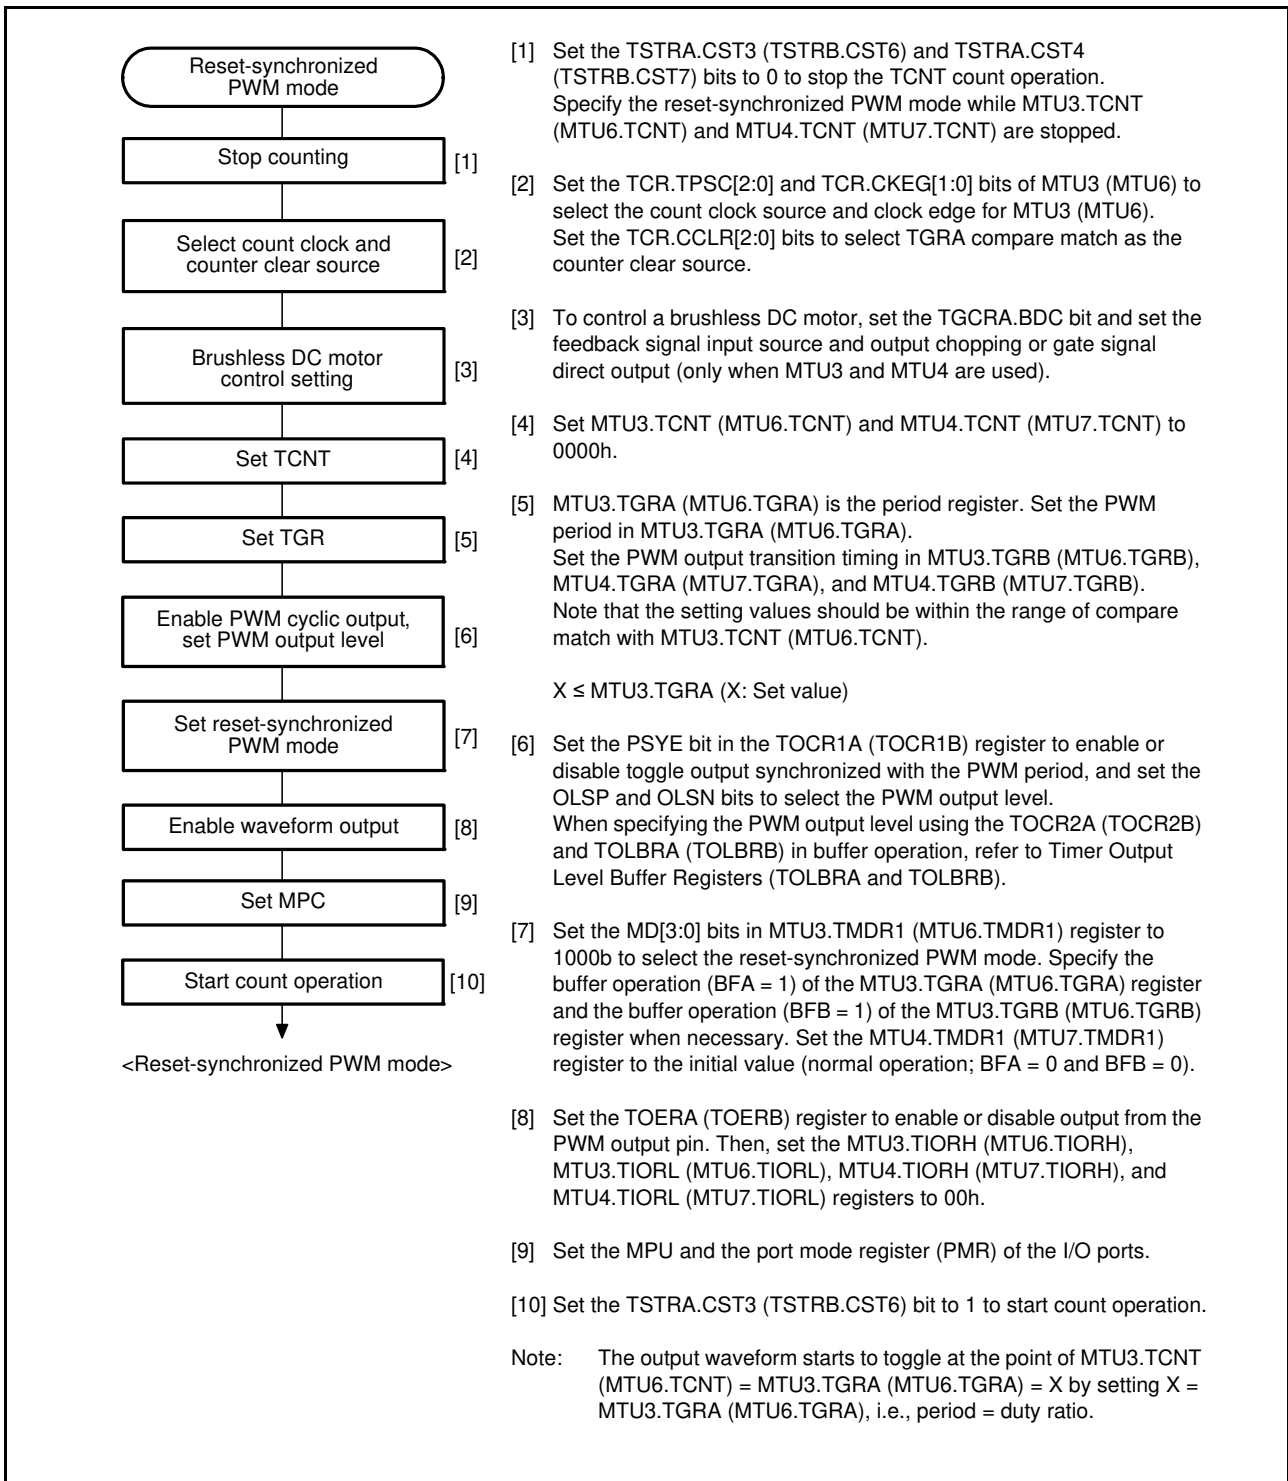 Reset-synchronized
PWM mode
Stop counting
[1]
Select count clock and
counter clear source
[2]
Brushless DC motor
control setting
[3]
Set TCNT
[4]
Set TGR
[5]
Enable PWM cyclic output,
set PWM output level
[6]
Set reset-synchronized
PWM mode
[7]
Enable waveform output
[8]
Set MPC
[9]
Start count operation
[10]
<Reset-synchronized PWM mode>
[1] Set the TSTRA.CST3 (TSTRB.CST6) and TSTRA.CST4
(TSTRB.CST7) bits to 0 to stop the TCNT count operation.
Specify the reset-synchronized PWM mode while MTU3.TCNT
(MTU6.TCNT) and MTU4.TCNT (MTU7.TCNT) are stopped.
[2] Set the TCR.TPSC[2:0] and TCR.CKEG[1:0] bits of MTU3 (MTU6) to
select the count clock source and clock edge for MTU3 (MTU6).
Set the TCR.CCLR[2:0] bits to select TGRA compare match as the
counter clear source.
[3] To control a brushless DC motor, set the TGCRA.BDC bit and set the
feedback signal input source and output chopping or gate signal
direct output (only when MTU3 and MTU4 are used).
[4] Set MTU3.TCNT (MTU6.TCNT) and MTU4.TCNT (MTU7.TCNT) to
0000h.
[5] MTU3.TGRA (MTU6.TGRA) is the period register. Set the PWM
period in MTU3.TGRA (MTU6.TGRA).
Set the PWM output transition timing in MTU3.TGRB (MTU6.TGRB),
MTU4.TGRA (MTU7.TGRA), and MTU4.TGRB (MTU7.TGRB).
Note that the setting values should be within the range of compare
match with MTU3.TCNT (MTU6.TCNT).
X ≤ MTU3.TGRA (X: Set value)
[6] Set the PSYE bit in the TOCR1A (TOCR1B) register to enable or
disable toggle output synchronized with the PWM period, and set the
OLSP and OLSN bits to select the PWM output level.
When specifying the PWM output level using the TOCR2A (TOCR2B)
and TOLBRA (TOLBRB) in buffer operation, refer to Timer Output
Level Buffer Registers (TOLBRA and TOLBRB).
[7] Set the MD[3:0] bits in MTU3.TMDR1 (MTU6.TMDR1) register to
1000b to select the reset-synchronized PWM mode. Specify the
buffer operation (BFA = 1) of the MTU3.TGRA (MTU6.TGRA) register
and the buffer operation (BFB = 1) of the MTU3.TGRB (MTU6.TGRB)
register when necessary. Set the MTU4.TMDR1 (MTU7.TMDR1)
register to the initial value (normal operation; BFA = 0 and BFB = 0).
[8] Set the TOERA (TOERB) register to enable or disable output from the
PWM output pin. Then, set the MTU3.TIORH (MTU6.TIORH),
MTU3.TIORL (MTU6.TIORL), MTU4.TIORH (MTU7.TIORH), and
MTU4.TIORL (MTU7.TIORL) registers to 00h.
[9] Set the MPU and the port mode register (PMR) of the I/O ports.
[10] Set the TSTRA.CST3 (TSTRB.CST6) bit to 1 to start count operation.
Note: The output waveform starts to toggle at the point of MTU3.TCNT
(MTU6.TCNT) = MTU3.TGRA (MTU6.TGRA) = X by setting X =
MTU3.TGRA (MTU6.TGRA), i.e., period = duty ratio.